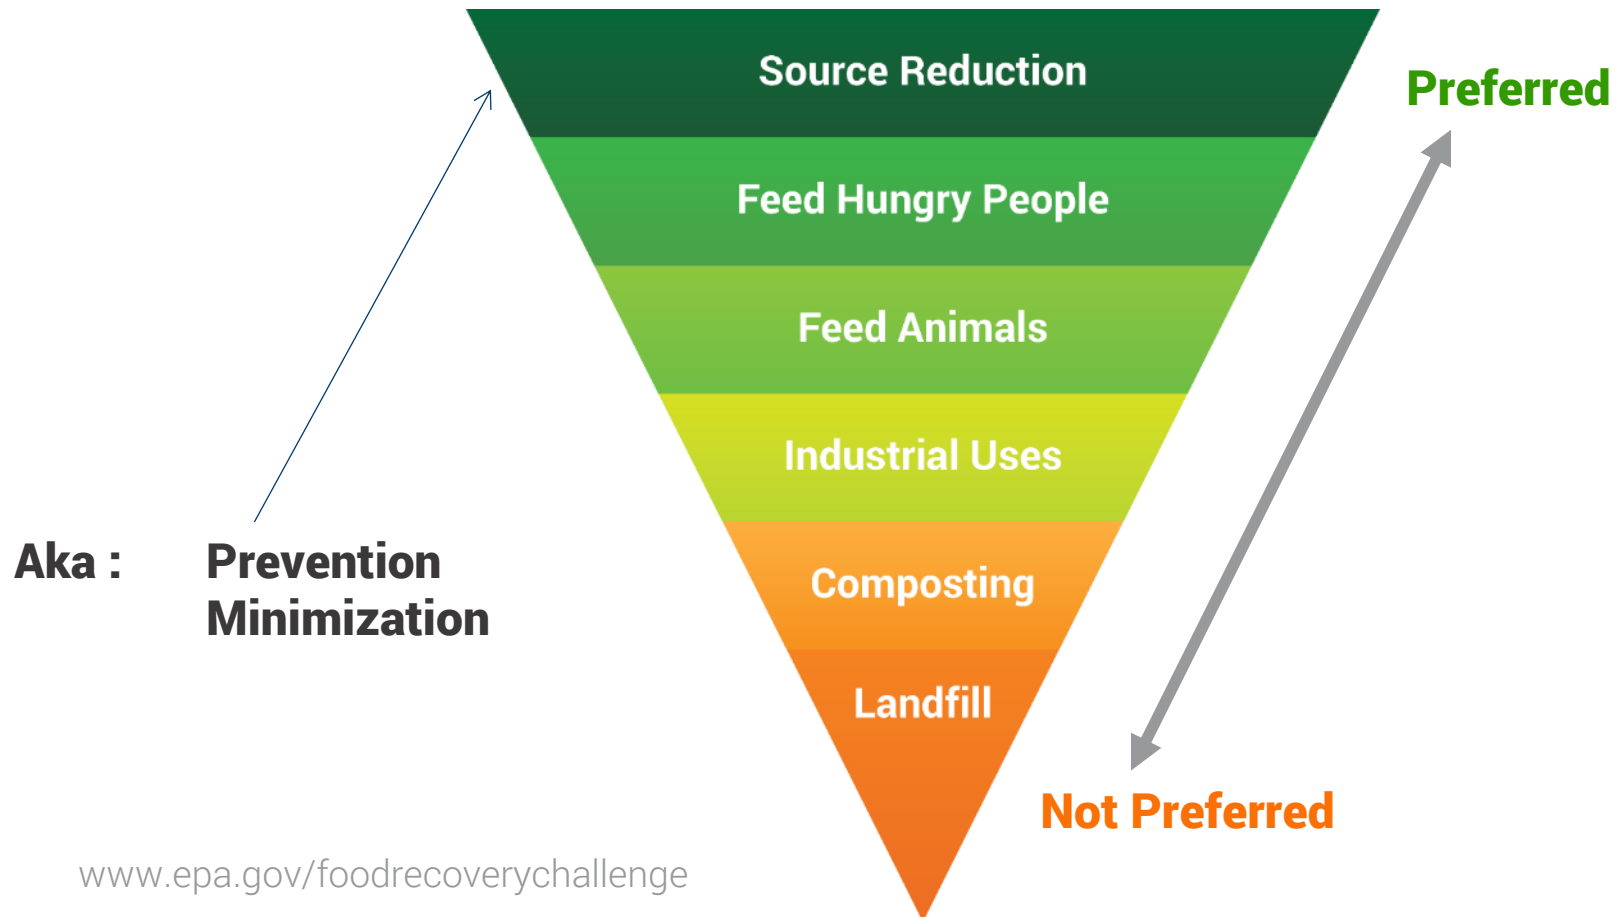 Source Reduction
Preferred
Feed Hungry People
Feed Animals
Industrial Uses
Aka : Prevention
Minimization
Composting
Landfill
Not Preferred
www.epa.gov/foodrecoverychallenge